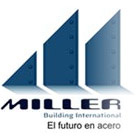 MILLER
Building International
El futuro en acero